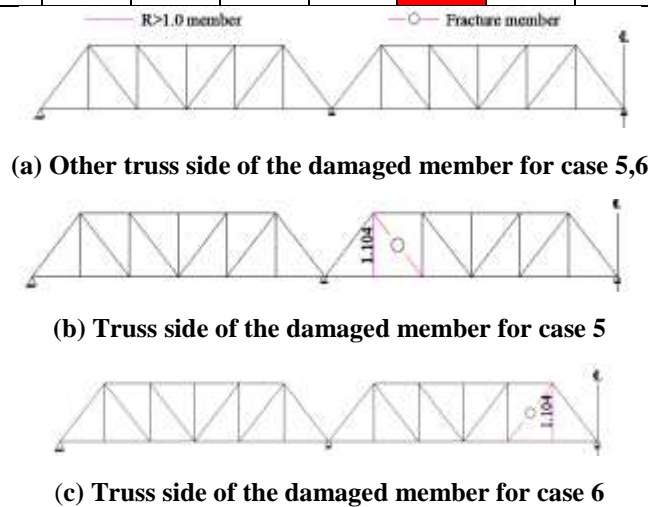 R>1.0 member Fracture member
℄
(a) Other truss side of the damaged member for case 5,6
℄
1.104
(b) Truss side of the damaged member for case 5
℄
1.104
(c) Truss side of the damaged member for case 6